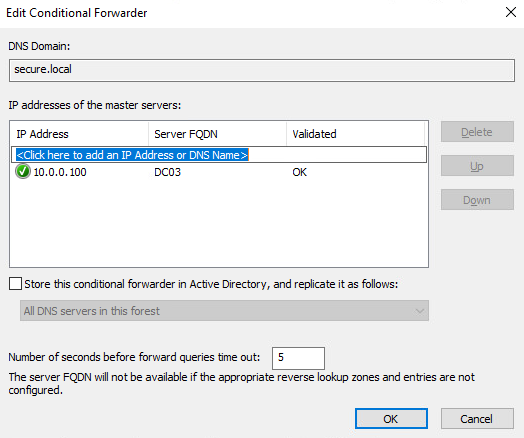 Edit Conditional Forwarder
DNS Domain:
secure.local
IP addresses of the master servers:
IP Address Server FQDN Validated
<Click here to add an IP Address or DNS Name>
10.0.0.100 DC03 OK
Delete
Up
Down
Store this conditional forwarder in Active Directory, and replicate it as follows:
All DNS servers in this forest
Number of seconds before forward queries time out: 5
The server FQDN will not be available if the appropriate reverse lookup zones and entries are not
configured.
OK Cancel